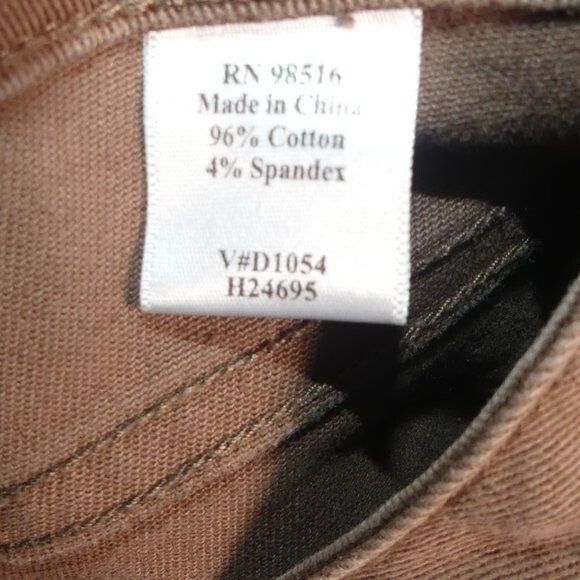 RN 98516
Made in China
96% Cotton
4% Spandex
V#D1054
H24695